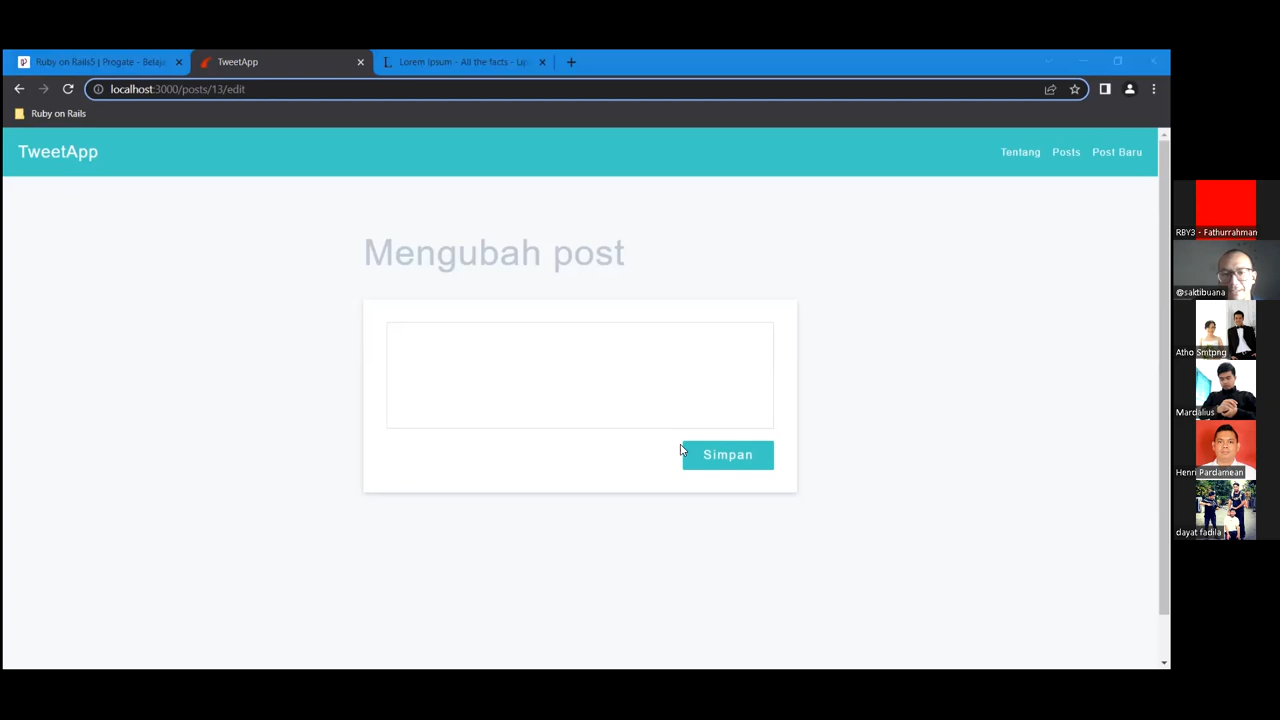 Ruby on Rails5 | Progate - Belaja
TweetApp
Lorem Ipsum - All the facts - Lip
localhost:3000/posts/13/edit
Ruby on Rails
TweetApp
Tentang Posts Post Baru
Mengubah post
Simpan
RBY3 - Fathurrahman
@saktibuana
Atho Smtpng
Mardalius
Henri Pardamean
dayat fadila